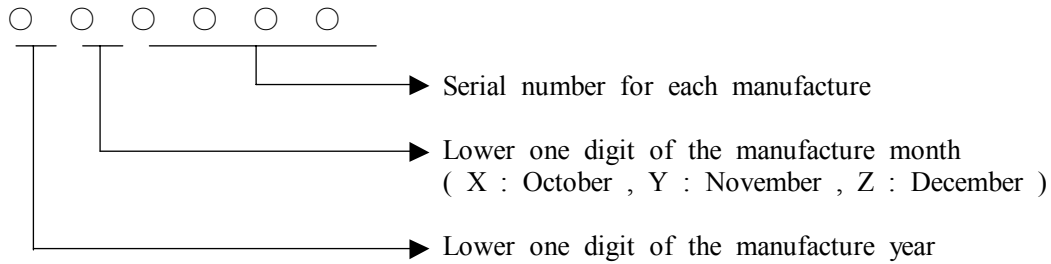 ○ ○ ○ ○ ○ ○
Serial number for each manufacture
Lower one digit of the manufacture month
( X : October , Y : November , Z : December )
Lower one digit of the manufacture year